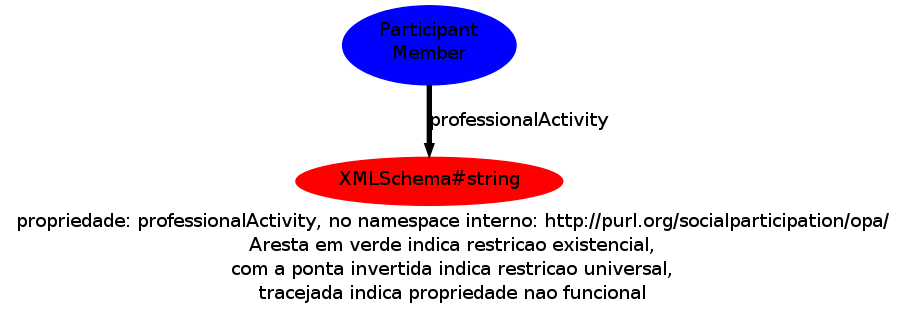 Participant
Member
professionalActivity
XMLSchema#string
propriedade: professionalActivity, no namespace interno: http://purl.org/socialparticipation/opa/
Aresta em verde indica restricao existencial,
com a ponta invertida indica restricao universal,
tracejada indica propriedade nao funcional